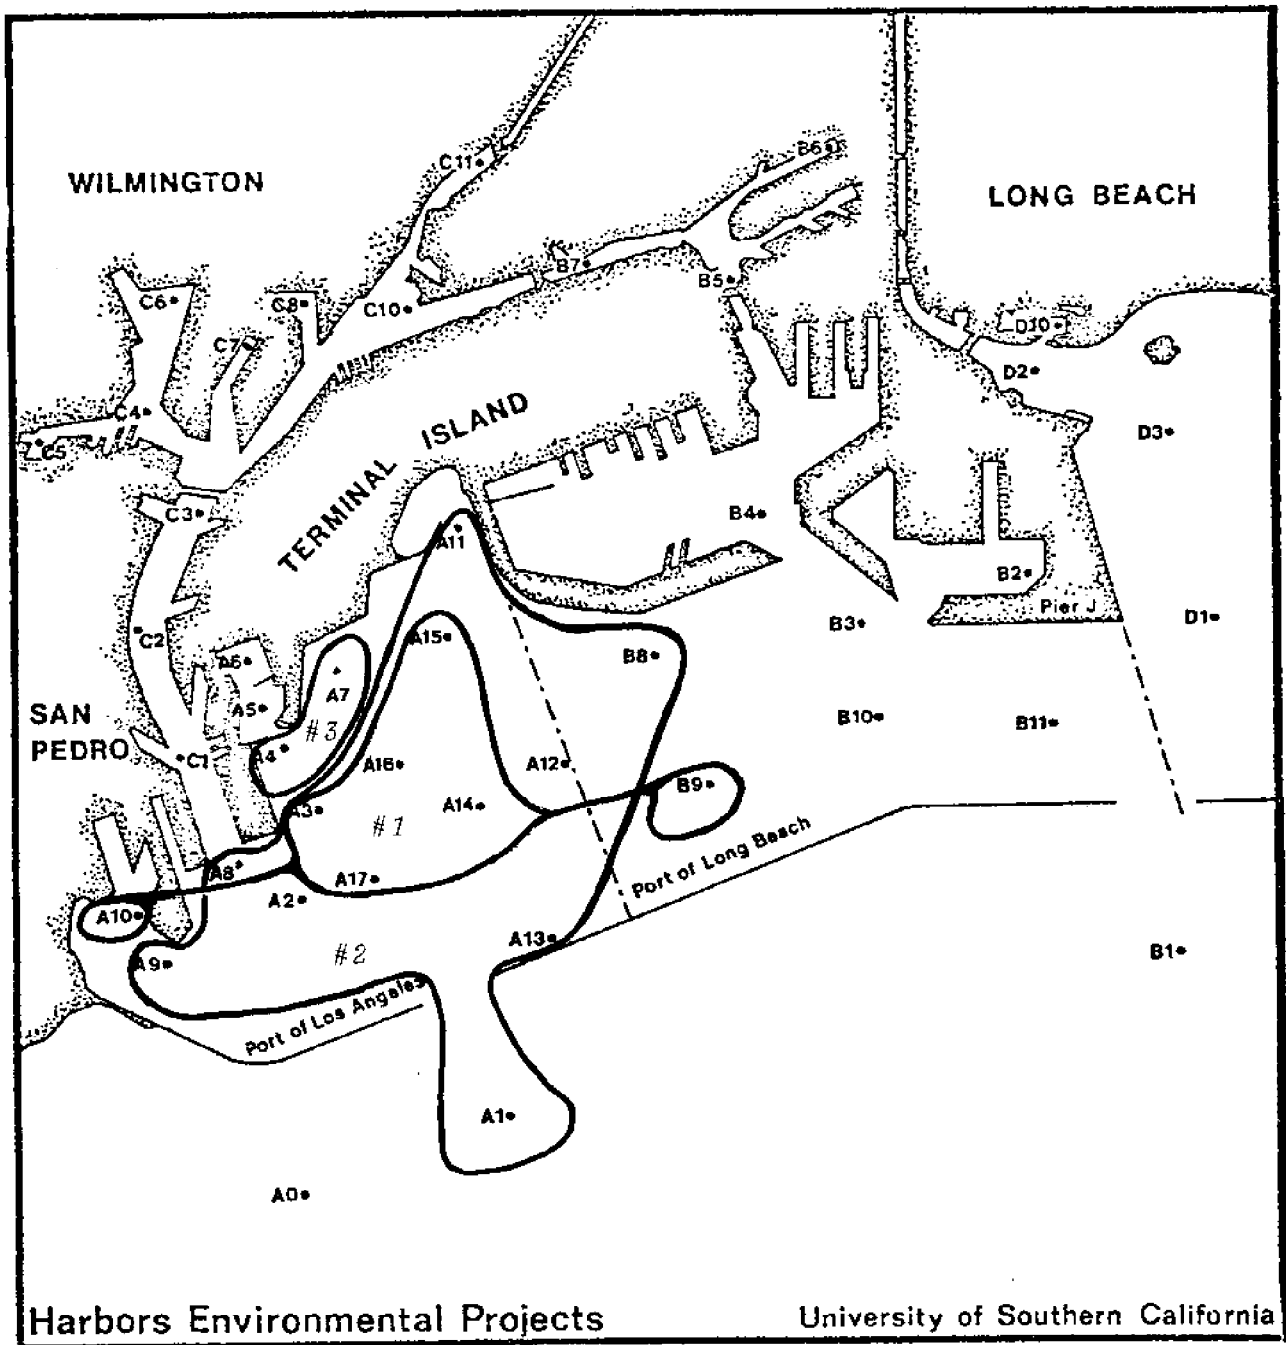 C11
B6
WILMINGTON
LONG BEACH
B7
B5
C6
C8
C10
D10
C7
D2
C4
ISLAND
D3
C5
TERMINAL
C3
B4
A11
B2
Pier J
C2
A15
B3
D1
A6
B8
A7
SAN
PEDRO
A5
#3
B10
B11
C1
A4
A16
A12
B9
A3
A14
#1
Port of Long Beach
A8
A17
A2
A10
A13
#2
B1
A9
Port of Los Angeles
A1
A0
Harbors Environmental Projects
University of Southern California